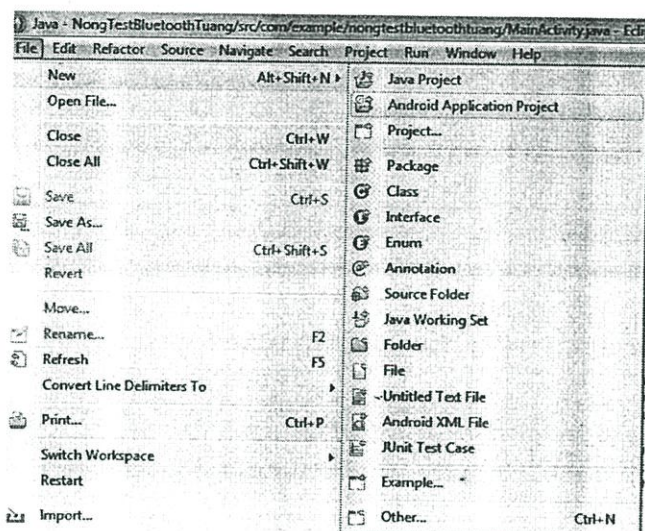 Java - NongTestBluetoothTuang/src/com/example/nongtestbluetoothtuang/MainActivity.java - Ecli
File Edit Refactor Source Navigate Search Project Run Window Help
New Alt+Shift+N
Open File...
Close Ctrl+W
Close All Ctrl+Shift+W
Save Ctrl+S
Save As...
Save All Ctrl+Shift+S
Revert
Move...
Rename... F2
Refresh F5
Convert Line Delimiters To
Print... Ctrl+P
Switch Workspace
Restart
Import...
Java Project
Android Application Project
Project...
Package
Class
Interface
Enum
Annotation
Source Folder
Java Working Set
Folder
File
Untitled Text File
Android XML File
JUnit Test Case
Example...
Other... Ctrl+N